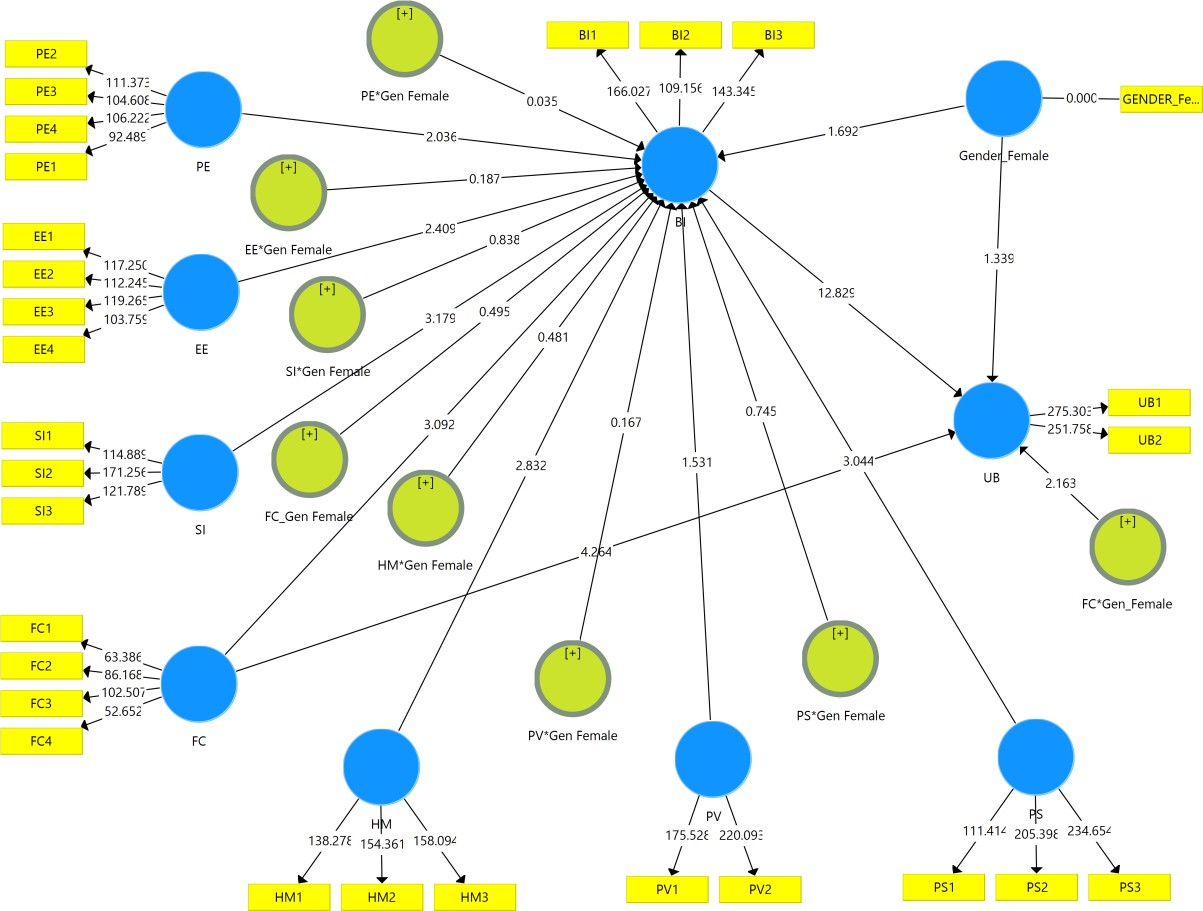 [+]
PE*Gen Female
BI1
BI2
BI3
166.027
109.156
143.345
PE2
PE3
PE4
PE1
111.373
104.608
106.222
92.489
PE
0.035
2.036
1.692
0.000
GENDER_Fe...
Gender_Female
[+]
EE*Gen Female
0.187
BI
EE1
EE2
EE3
EE4
117.250
112.245
119.265
103.759
EE
2.409
0.838
[+]
SI*Gen Female
3.179
0.495
0.481
12.829
1.339
SI1
SI2
SI3
114.889
171.256
121.789
SI
[+]
FC_Gen Female
3.092
[+]
HM*Gen Female
2.832
0.167
1.531
0.745
3.044
UB1
UB2
275.303
251.758
UB
2.163
[+]
FC*Gen_Female
4.264
FC1
FC2
FC3
FC4
63.386
86.168
102.507
52.652
FC
[+]
PV*Gen Female
[+]
PS*Gen Female
HM
138.278
154.361
158.094
HM1
HM2
HM3
PV
175.528
220.093
PV1
PV2
PS
111.414
205.398
234.654
PS1
PS2
PS3